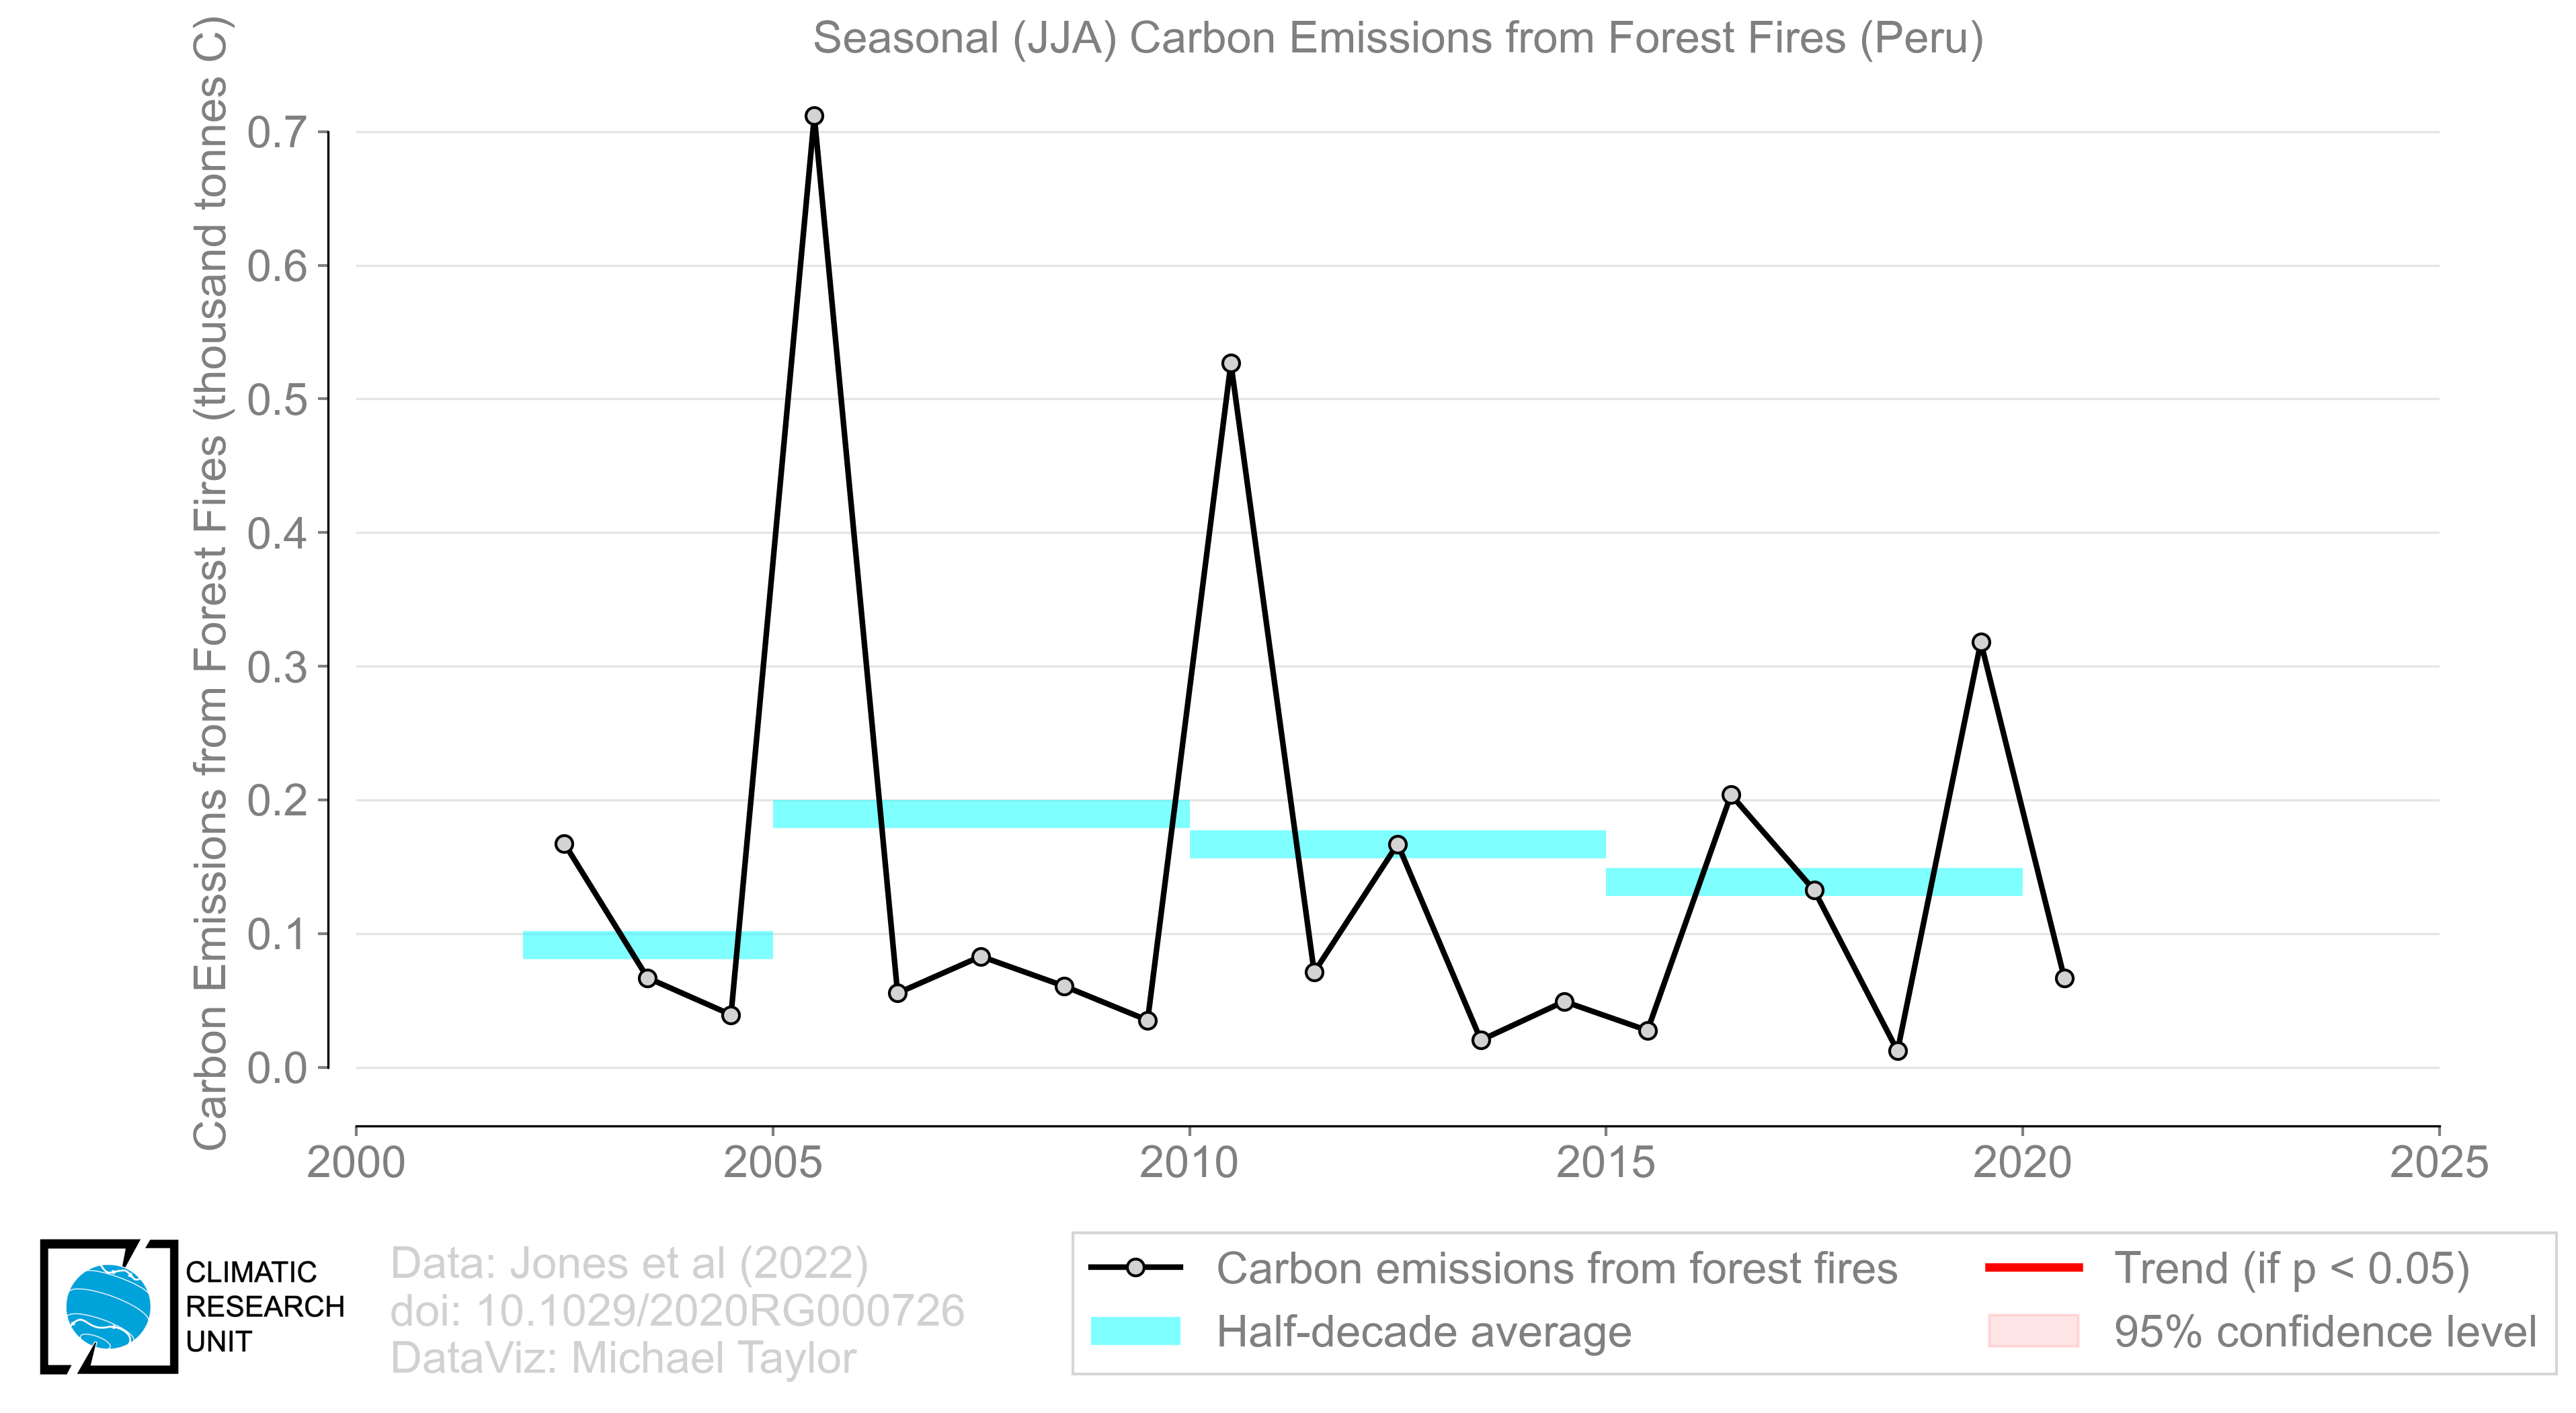 Seasonal (JJA) Carbon Emissions from Forest Fires (Peru)
Carbon Emissions from Forest Fires (thousand tonnes C)
0.7
0.6
0.5
0.4
0.3
0.2
0.1
0.0
2000 2005 2010 2015 2020 2025
CLIMATIC
RESEARCH
UNIT
Data: Jones et al (2022)
doi: 10.1029/2020RG000726
DataViz: Michael Taylor
Carbon emissions from forest fires
Half-decade average
Trend (if p < 0.05)
95% confidence level